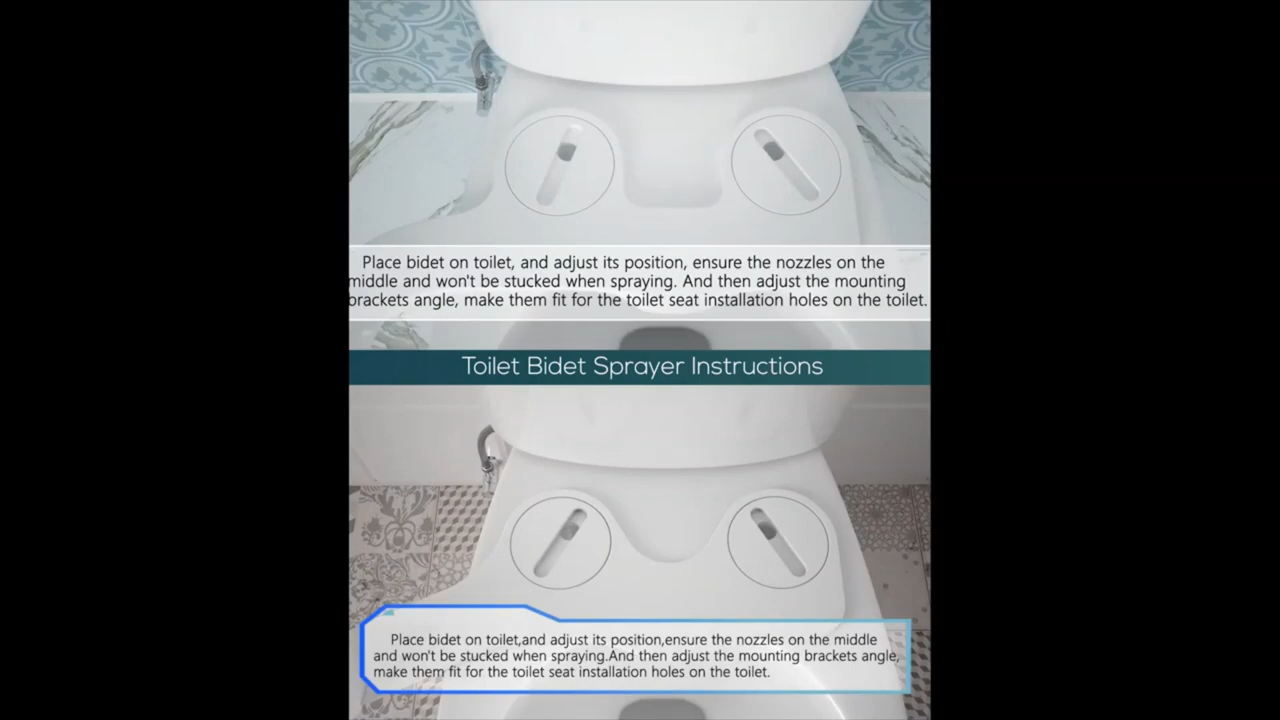 Place bidet on toilet, and adjust its position, ensure the nozzles on the
middle and won't be stucked when spraying. And then adjust the mounting
brackets angle, make them fit for the toilet seat installation holes on the toilet.
Toilet Bidet Sprayer Instructions
Place bidet on toilet,and adjust its position,ensure the nozzles on the middle
and won't be stucked when spraying.And then adjust the mounting brackets angle,
make them fit for the toilet seat installation holes on the toilet.